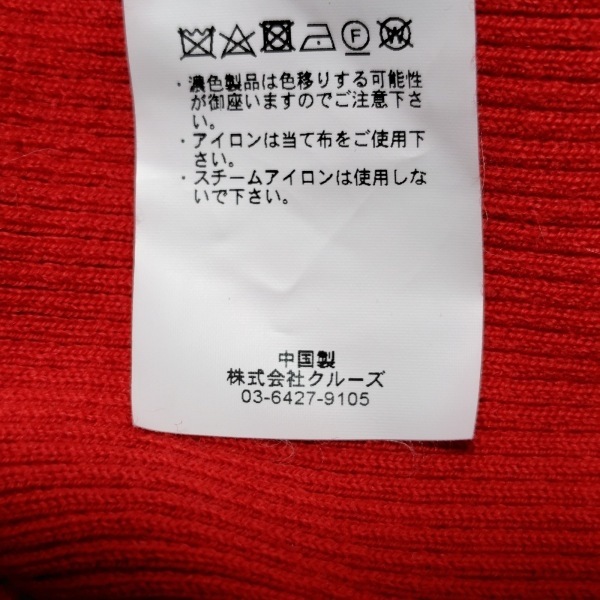 ・濃色製品は色移りする可能性
が御座いますのでご注意下さ
い。
・アイロンは当て布をご使用下
さい。
・スチームアイロンは使用しな
いで下さい。
中国製
株式会社クルーズ
03-6427-9105